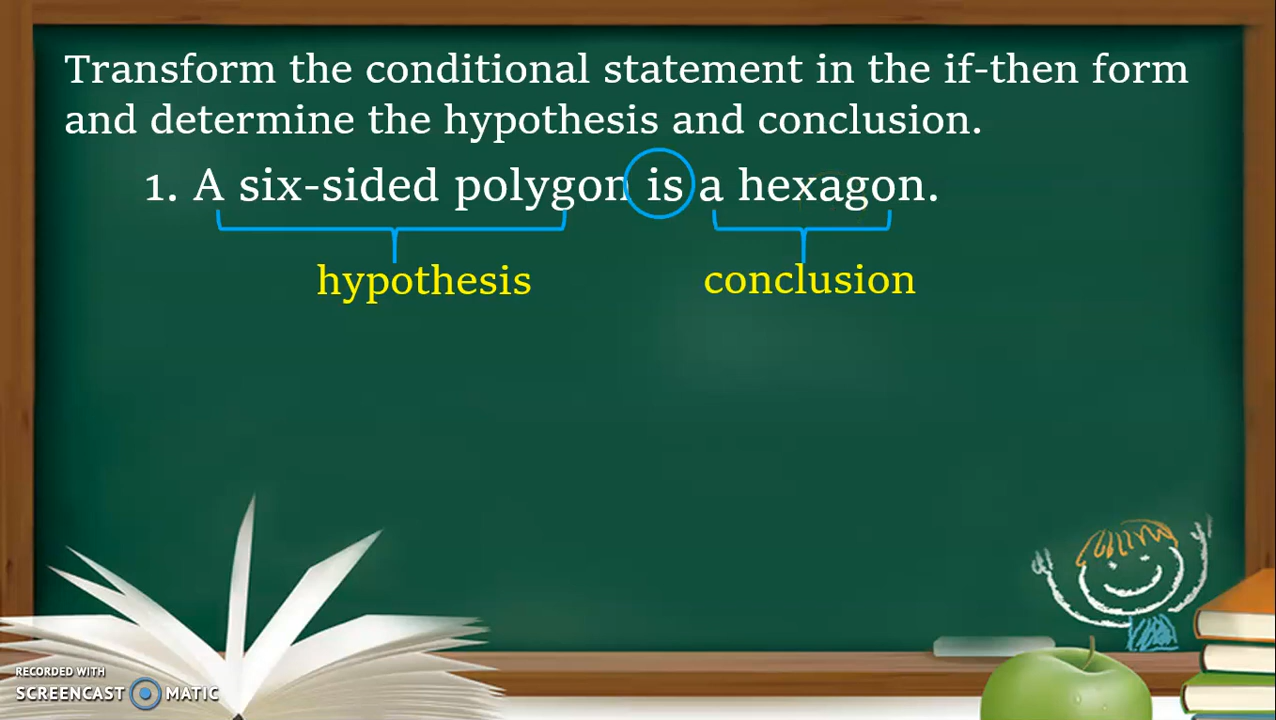 Transform the conditional statement in the if-then form
and determine the hypothesis and conclusion.
1. A six-sided polygon is a hexagon.
hypothesis conclusion
RECORDED WITH
SCREENCAST MATIC